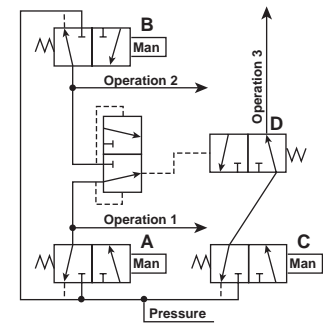 B
Man
Operation 2
Operation 3
D
Operation 1
A
C
Man
Man
Pressure